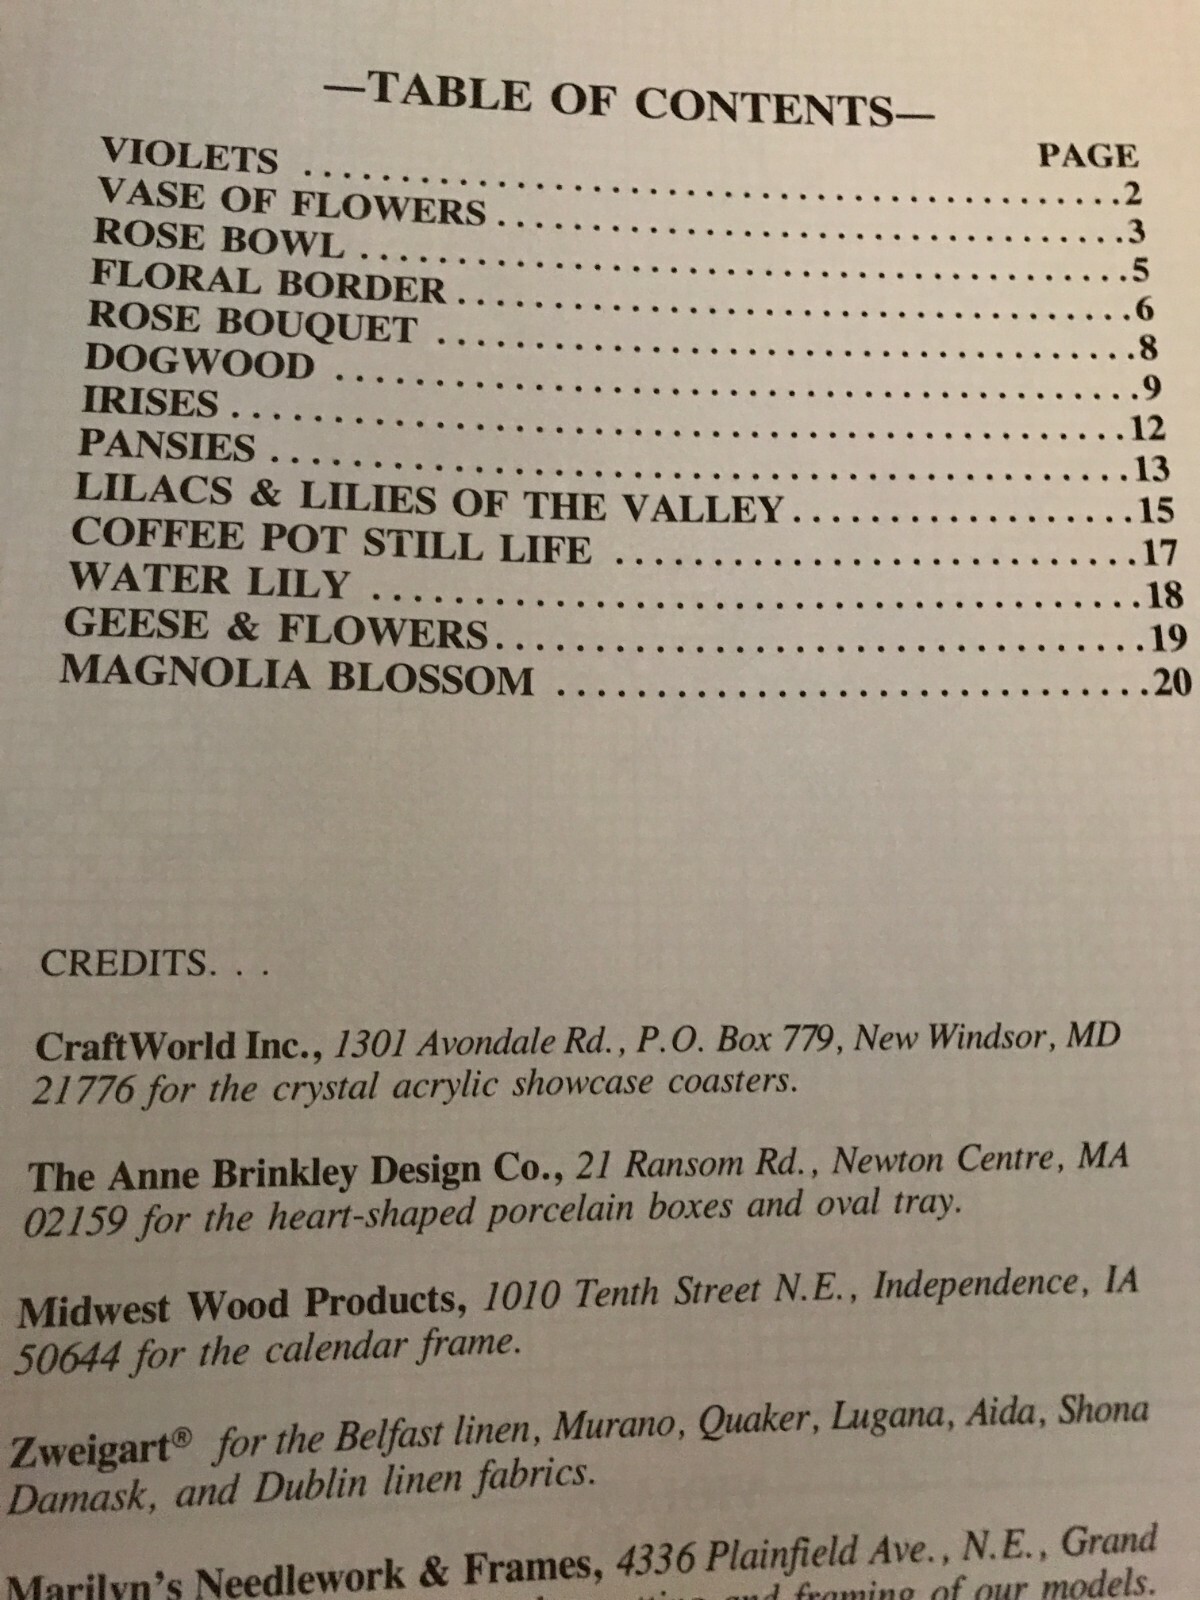 —TABLE OF CONTENTS—
PAGE
VIOLETS ........................................2
VASE OF FLOWERS................................3
ROSE BOWL......................................5
FLORAL BORDER..................................6
ROSE BOUQUET ..................................8
DOGWOOD .......................................9
IRISES.........................................12
PANSIES........................................13
LILACS & LILIES OF THE VALLEY..................15
COFFEE POT STILL LIFE .........................17
WATER LILY ....................................18
GEESE & FLOWERS................................19
MAGNOLIA BLOSSOM ..............................20
CREDITS. . .
CraftWorld Inc., 1301 Avondale Rd., P.O. Box 779, New Windsor, MD
21776 for the crystal acrylic showcase coasters.
The Anne Brinkley Design Co., 21 Ransom Rd., Newton Centre, MA
02159 for the heart-shaped porcelain boxes and oval tray.
Midwest Wood Products, 1010 Tenth Street N.E., Independence, IA
50644 for the calendar frame.
Zweigart® for the Belfast linen, Murano, Quaker, Lugana, Aida, Shona
Damask, and Dublin linen fabrics.
Marilyn's Needlework & Frames, 4336 Plainfield Ave., N.E., Grand
and framing of our models.